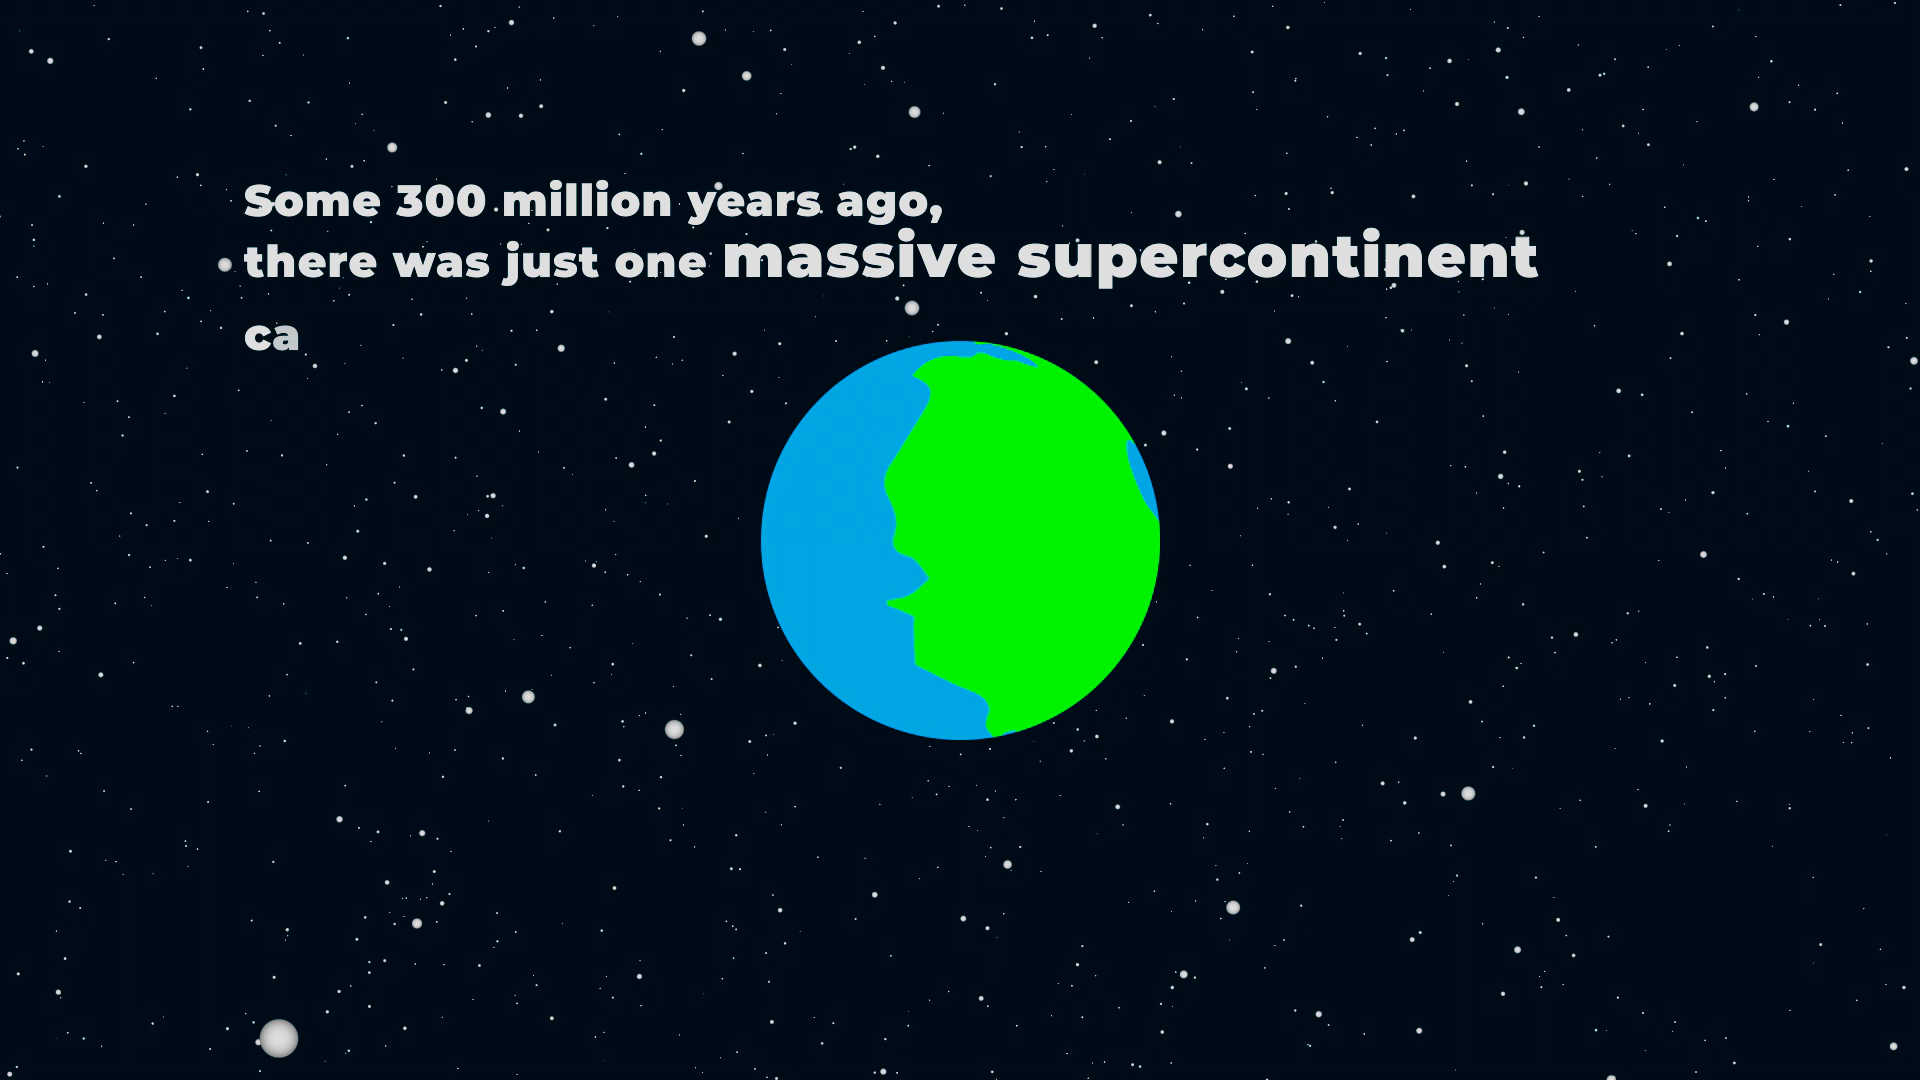 Some 300 million years ago,
there was just one massive supercontinent
ca